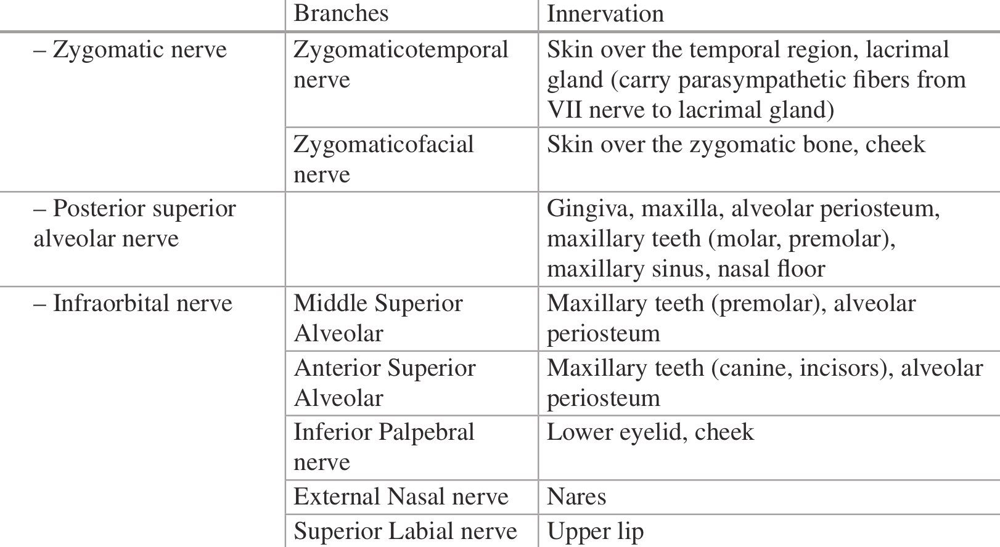 Branches Innervation
– Zygomatic nerve Zygomaticotemporal Skin over the temporal region, lacrimal
nerve gland (carry parasympathetic fibers from
VII nerve to lacrimal gland)
Zygomaticofacial Skin over the zygomatic bone, cheek
nerve
– Posterior superior Gingiva, maxilla, alveolar periosteum,
alveolar nerve maxillary teeth (molar, premolar),
maxillary sinus, nasal floor
– Infraorbital nerve Middle Superior Maxillary teeth (premolar), alveolar
Alveolar periosteum
Anterior Superior Maxillary teeth (canine, incisors), alveolar
Alveolar periosteum
Inferior Palpebral Lower eyelid, cheek
nerve
External Nasal nerve Nares
Superior Labial nerve Upper lip